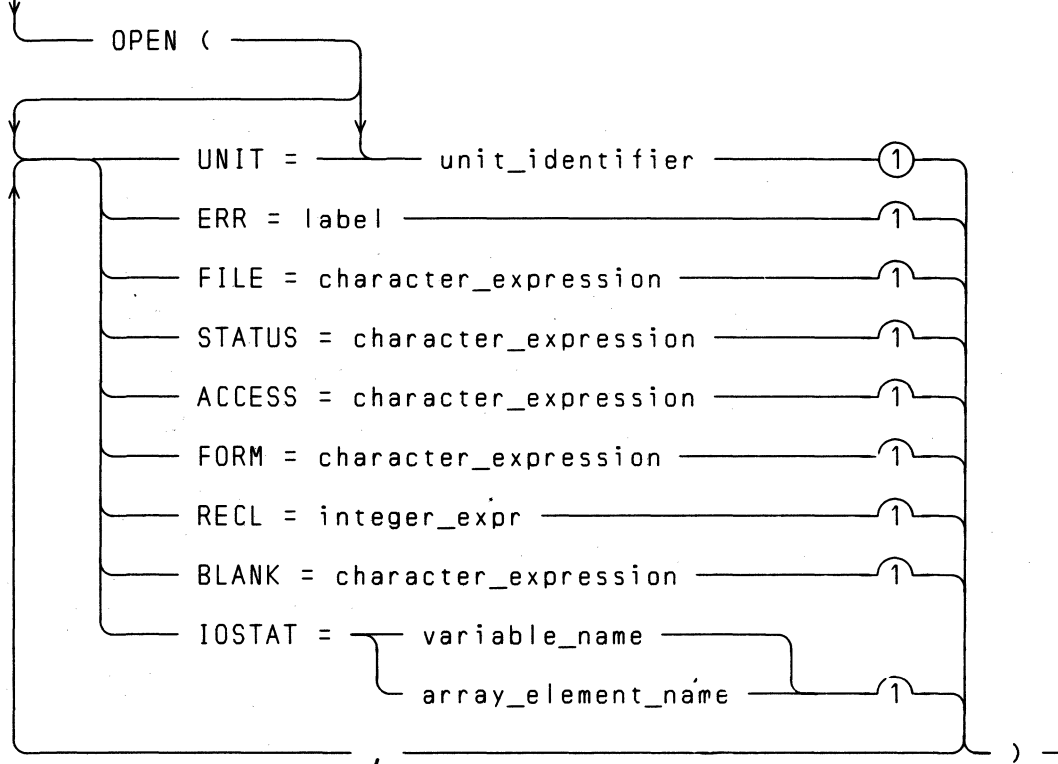 OPEN (
UNIT = unit_identifier 1
ERR = label 1
FILE = character_expression 1
STATUS = character_expression 1
ACCESS = character_expression 1
FORM = character_expression 1
RECL = integer_expr 1
BLANK = character_expression 1
IOSTAT = variable_name
array_element_name 1
, )